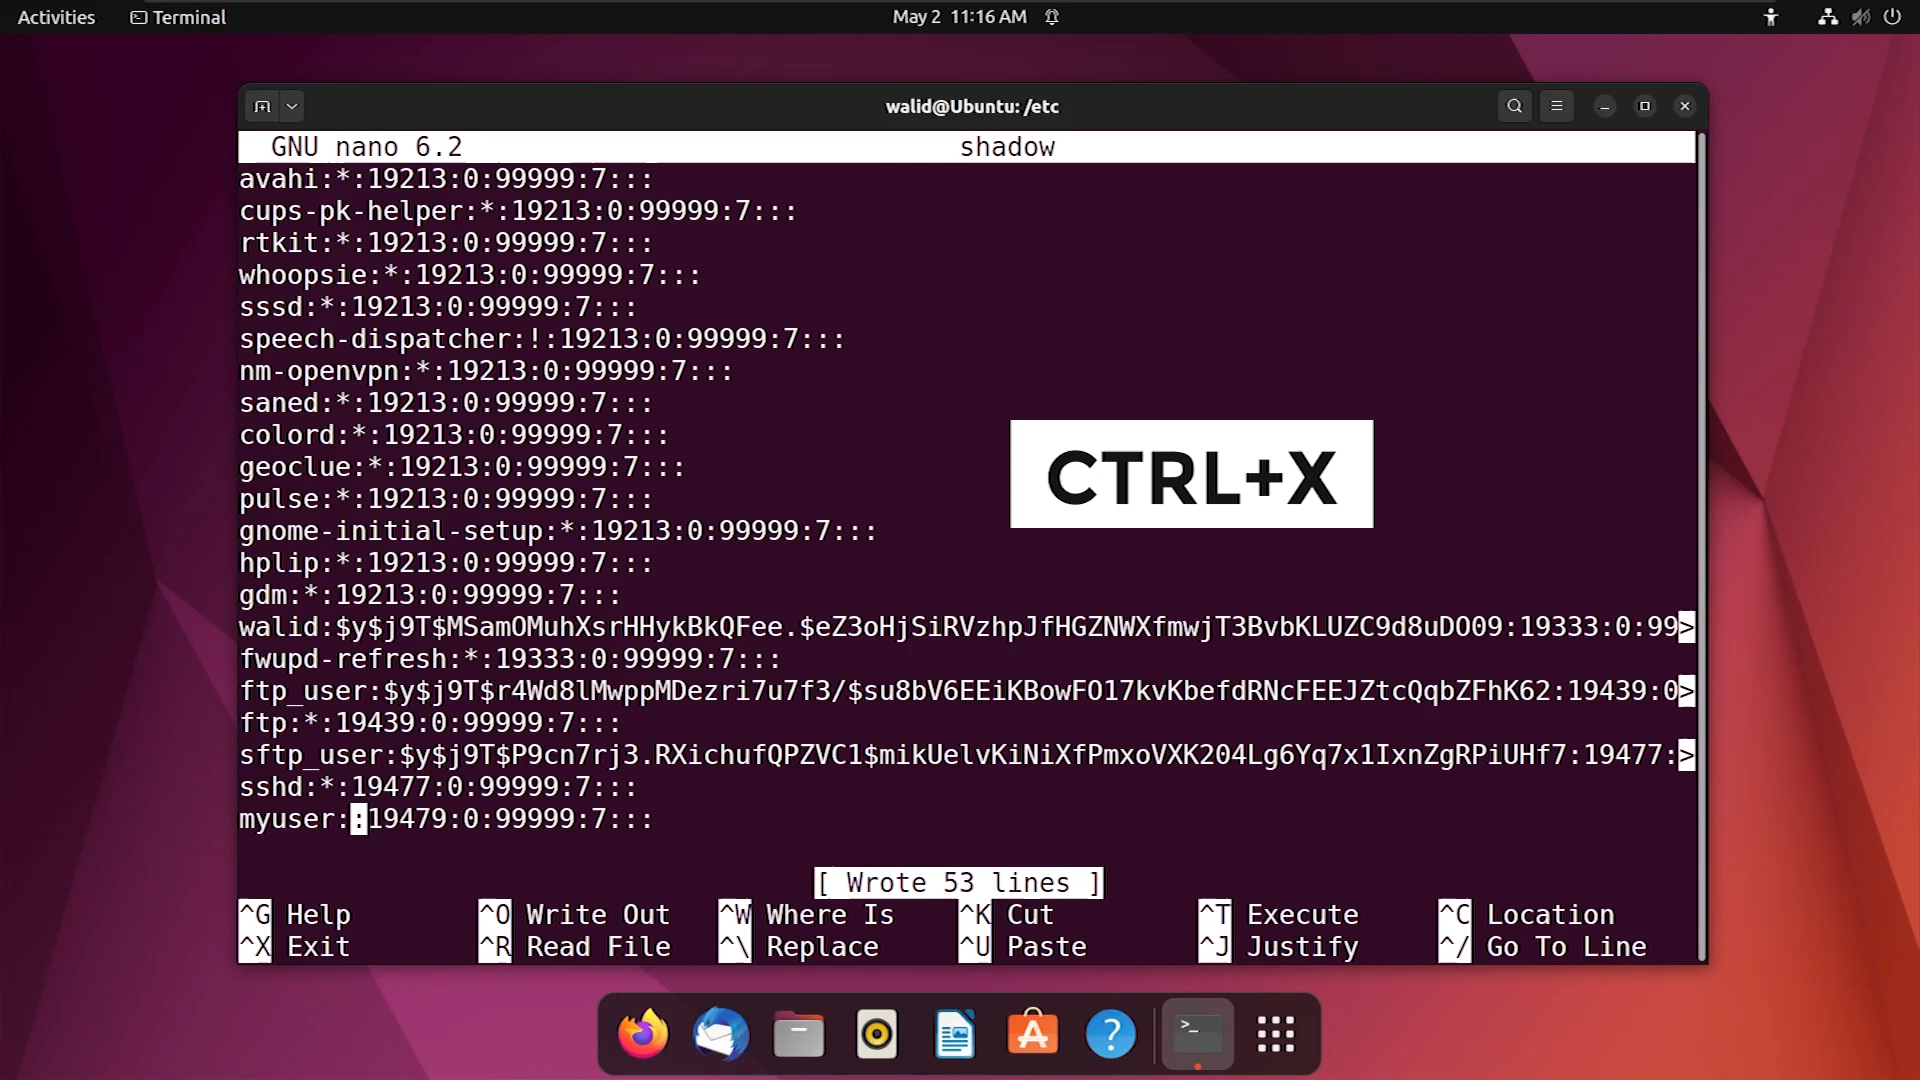 Activities Terminal May 2 11:16 AM
walid@Ubuntu: /etc
GNU nano 6.2 shadow
avahi:*:19213:0:99999:7:::
cups-pk-helper:*:19213:0:99999:7:::
rtkit:*:19213:0:99999:7:::
whoopsie:*:19213:0:99999:7:::
sssd:*:19213:0:99999:7:::
speech-dispatcher:!:19213:0:99999:7:::
nm-openvpn:*:19213:0:99999:7:::
saned:*:19213:0:99999:7:::
colord:*:19213:0:99999:7:::
geoclue:*:19213:0:99999:7:::
pulse:*:19213:0:99999:7:::
CTRL+X
gnome-initial-setup:*:19213:0:99999:7:::
hplip:*:19213:0:99999:7:::
gdm:*:19213:0:99999:7:::
walid:$y$j9T$MSamOMuhXsrHHykBkQFee.$eZ3oHjSiRVzhpJfHGZNWXfmwjT3BvbKLUZC9d8uDO09:19333:0:99>
fwupd-refresh:*:19333:0:99999:7:::
ftp_user:$y$j9T$r4Wd8lMwppMDezri7u7f3/$su8bV6EEiKBowFO17kvKbefdRNcFEEJZtcQqbZFhK62:19439:0>
ftp:*:19439:0:99999:7:::
sftp_user:$y$j9T$P9cn7rj3.RXichufQPZVC1$mikUelvKiNiXfPmxoVXK204Lg6Yq7x1IxnZgRPiUHf7:19477:>
sshd:*:19477:0:99999:7:::
myuser::19479:0:99999:7:::
[ Wrote 53 lines ]
^G Help ^O Write Out ^W Where Is ^K Cut ^T Execute ^C Location
^X Exit ^R Read File ^\ Replace ^U Paste ^J Justify ^/ Go To Line